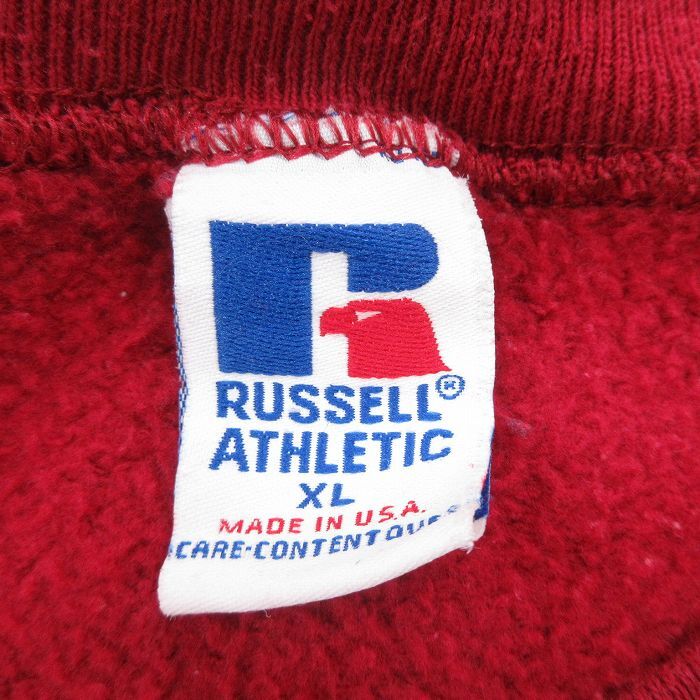 R
RUSSELL®
ATHLETIC
XL
MADE IN U.S.A.
CARE-CONTENT OVER